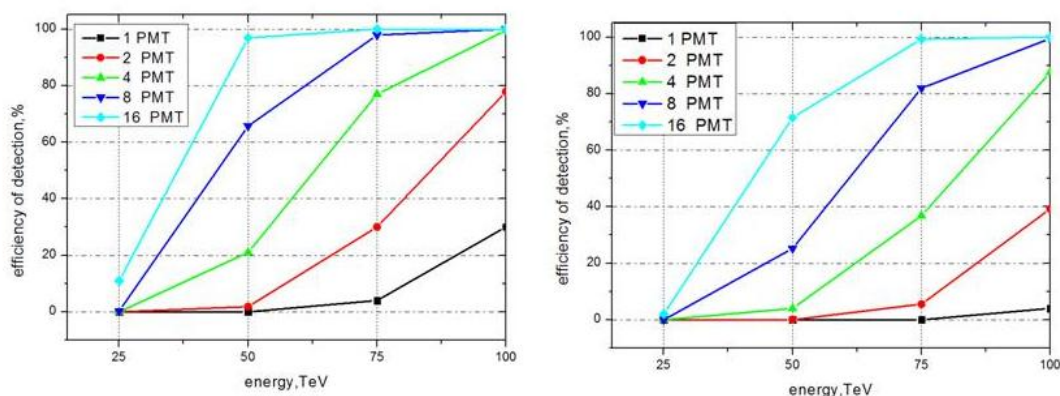 100
80
60
40
20
0
efficiency of detection,%
1 PMT
2 PMT
4 PMT
8 PMT
16 PMT
25
50
75
100
energy,TeV
100
80
60
40
20
0
efficiency of detection,%
1 PMT
2 PMT
4 PMT
8 PMT
16 PMT
25
50
75
100
energy,TeV